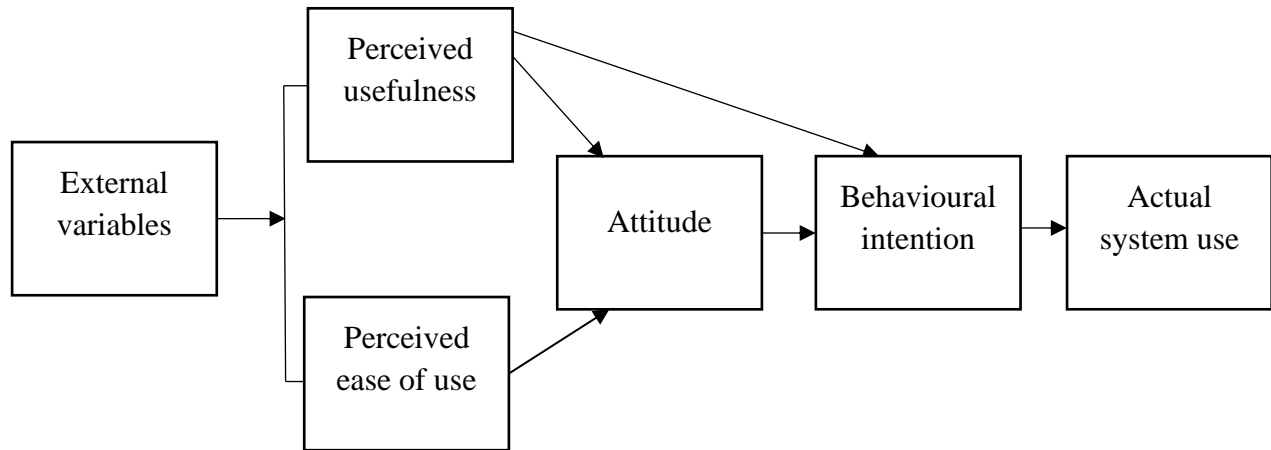 Perceived
usefulness
External
variables
Attitude
Behavioural
intention
Actual
system use
Perceived
ease of use